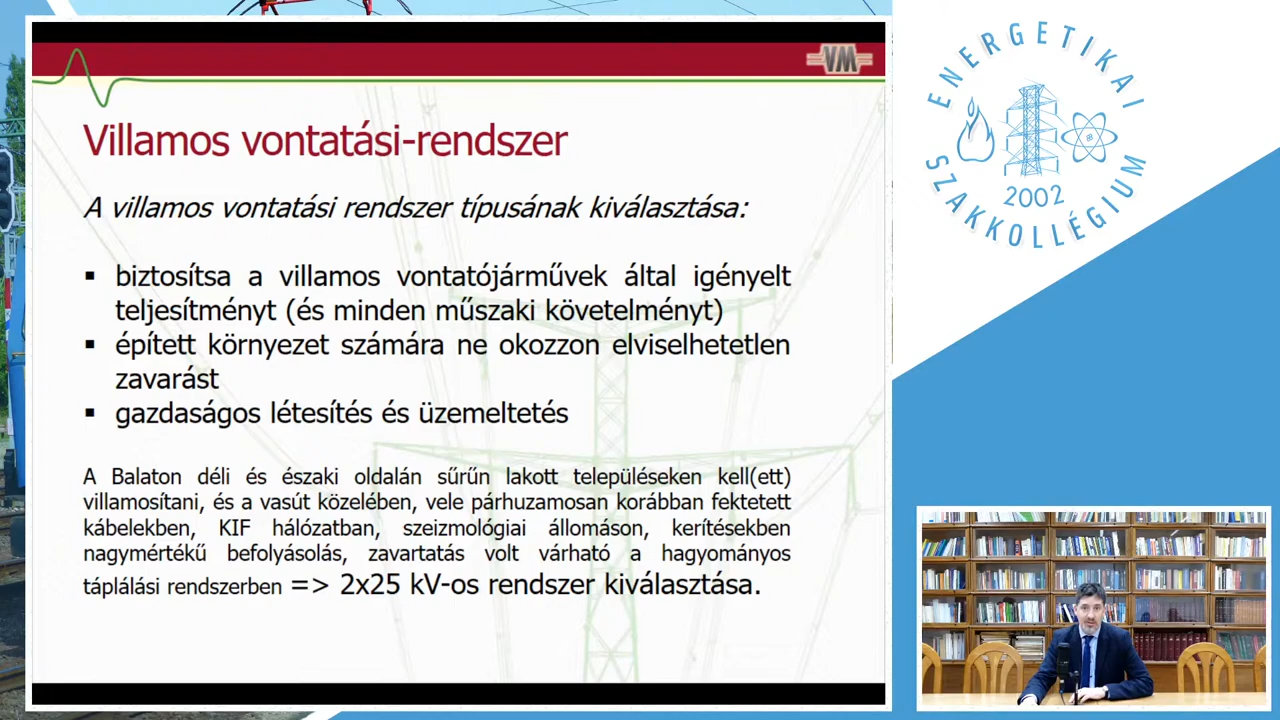 VM
Villamos vontatási-rendszer
A villamos vontatási rendszer típusának kiválasztása:
▪ biztosítsa a villamos vontatójárművek által igényelt
teljesítményt (és minden műszaki követelményt)
▪ épített környezet számára ne okozzon elviselhetetlen
zavarást
▪ gazdaságos létesítés és üzemeltetés
A Balaton déli és északi oldalán sűrűn lakott településeken kell(ett)
villamosítani, és a vasút közelében, vele párhuzamosan korábban fektetett
kábelekben, KIF hálózatban, szeizmológiai állomáson, kerítésekben
nagymértékű befolyásolás, zavartatás volt várható a hagyományos
táplálási rendszerben => 2x25 kV-os rendszer kiválasztása.
ENERGETIKAI
2002
SZAKKOLLÉGIUM